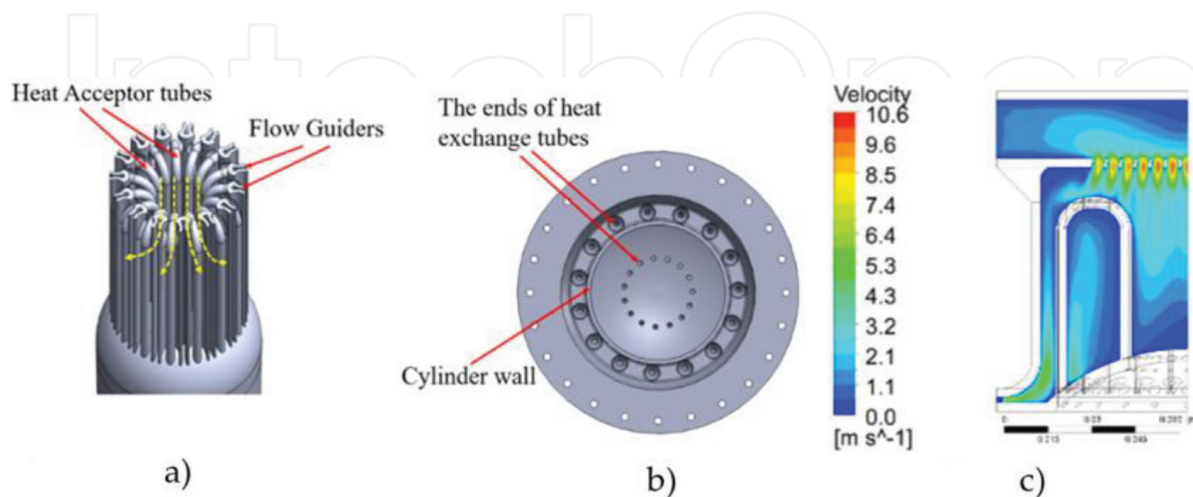 IntechOpen
Heat Acceptor tubes
Flow Guiders
The ends of heat
exchange tubes
Cylinder wall
Velocity
10.6
9.6
8.5
7.4
6.4
5.3
4.3
3.2
2.1
1.1
0.0
[m s^-1]
a)
b)
c)